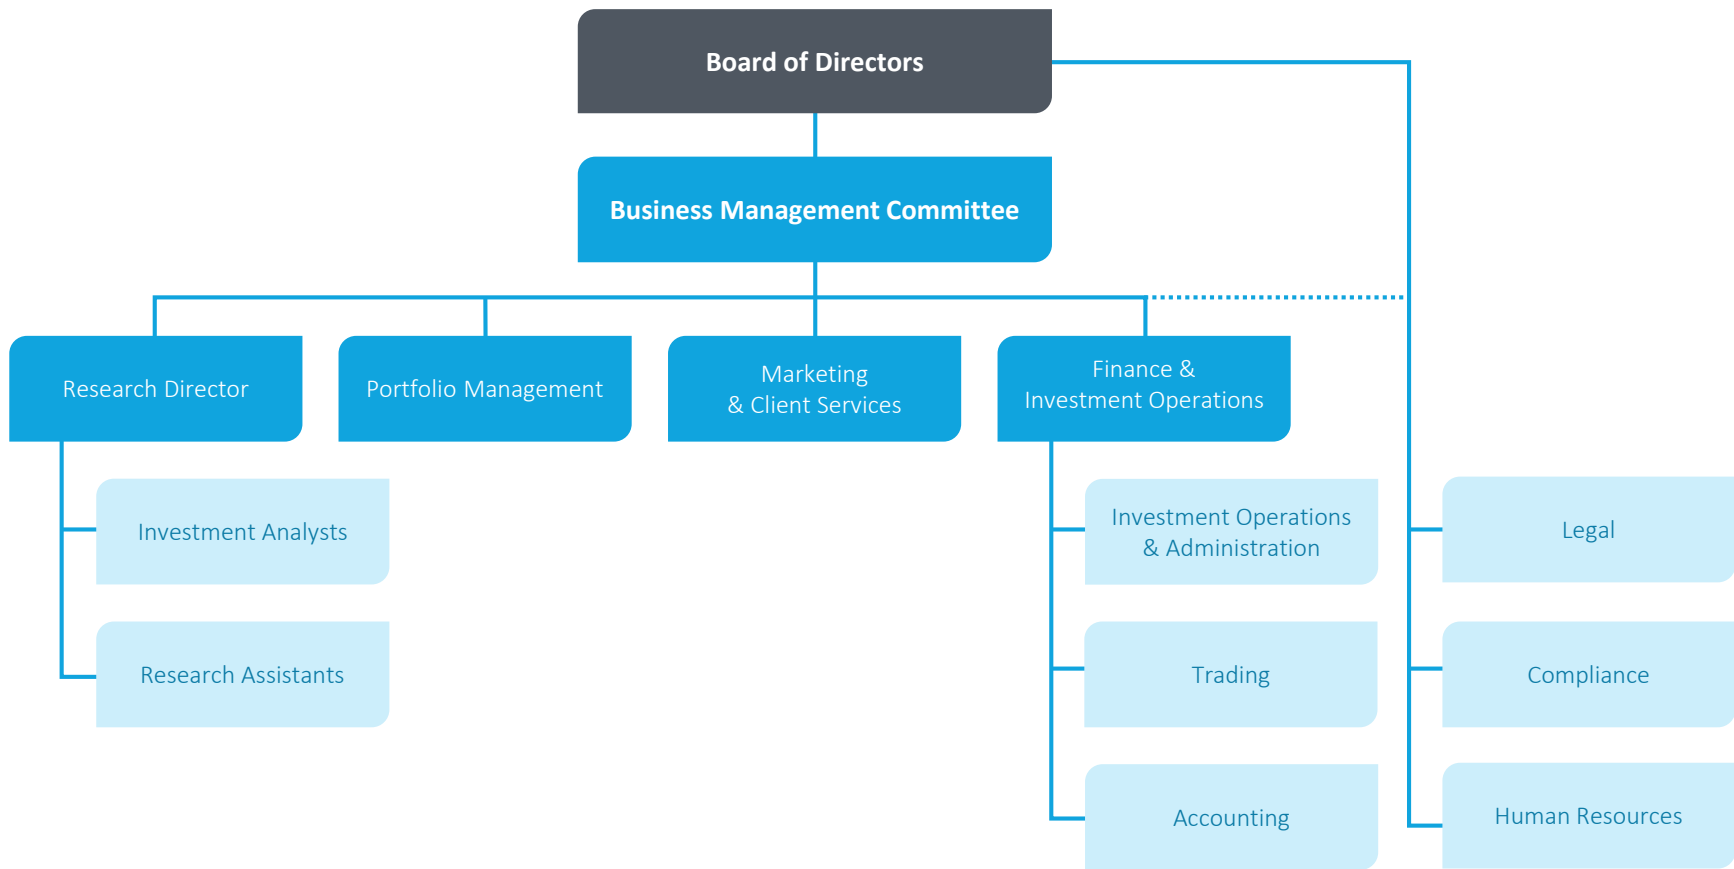 Board of Directors
Business Management Committee
Research Director
Portfolio Management
Marketing
& Client Services
Finance &
Investment Operations
Investment Analysts
Investment Operations
& Administration
Legal
Research Assistants
Trading
Compliance
Accounting
Human Resources